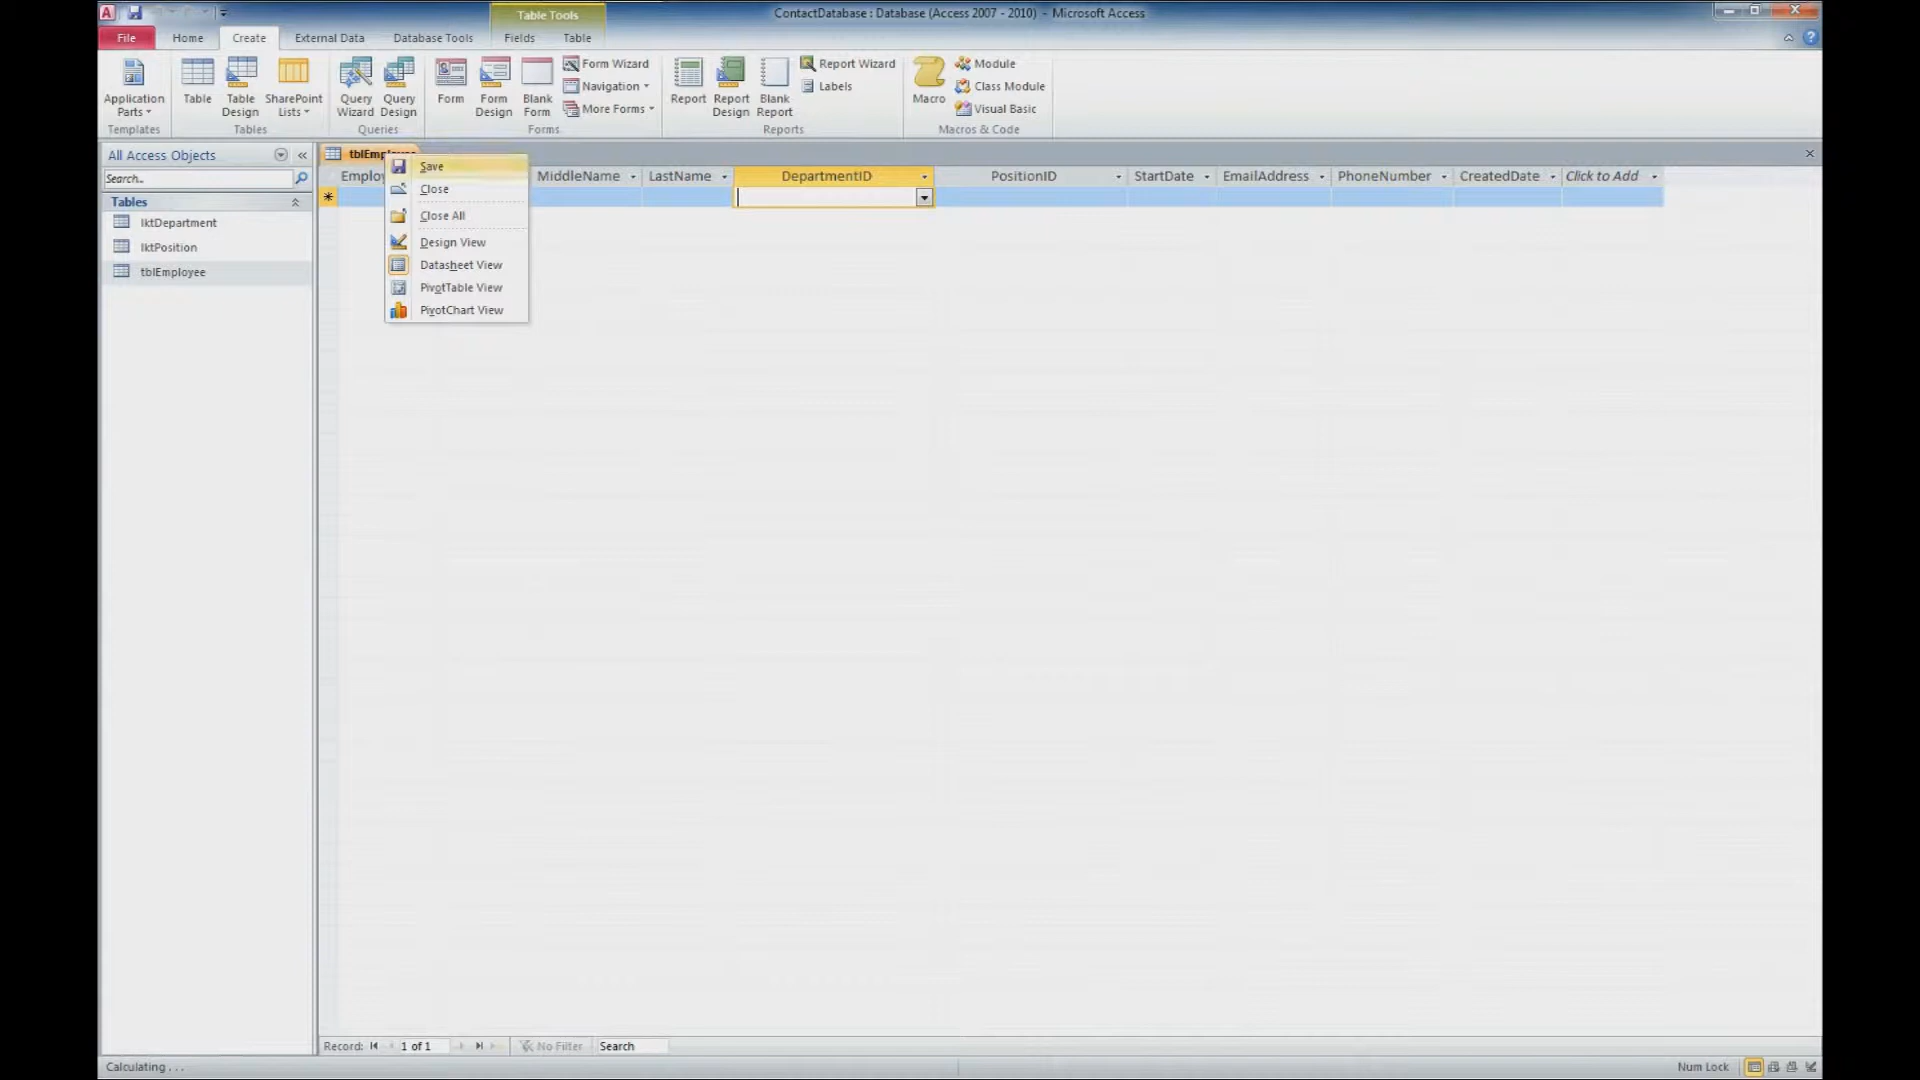 Table Tools
ContactDatabase : Database (Access 2007 - 2010) - Microsoft Access
File Home Create External Data Database Tools Fields Table
Application Parts
Table
Table Design
SharePoint Lists
Query Wizard
Query Design
Form
Form Design
Blank Form
Form Wizard
Navigation
More Forms
Report
Report Design
Blank Report
Report Wizard
Labels
Macro
Module
Class Module
Visual Basic
Templates Tables Queries Forms Reports Macros & Code
All Access Objects
Search..
Tables
lktDepartment
lktPosition
tblEmployee
MiddleName LastName DepartmentID PositionID StartDate EmailAddress PhoneNumber CreatedDate Click to Add
Save
Close
Close All
Design View
Datasheet View
PivotTable View
PivotChart View
Record: 1 of 1 No Filter Search
Calculating . . .
Num Lock